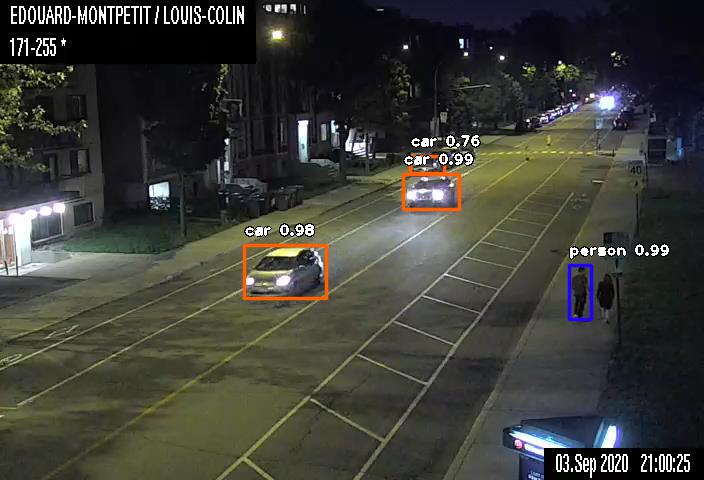 EDOUARD-MONTPETIT / LOUIS-COLIN
171-255 *
car 0.76
car 0.99
car 0.98
person 0.99
40
03.Sep 2020 21:00:25